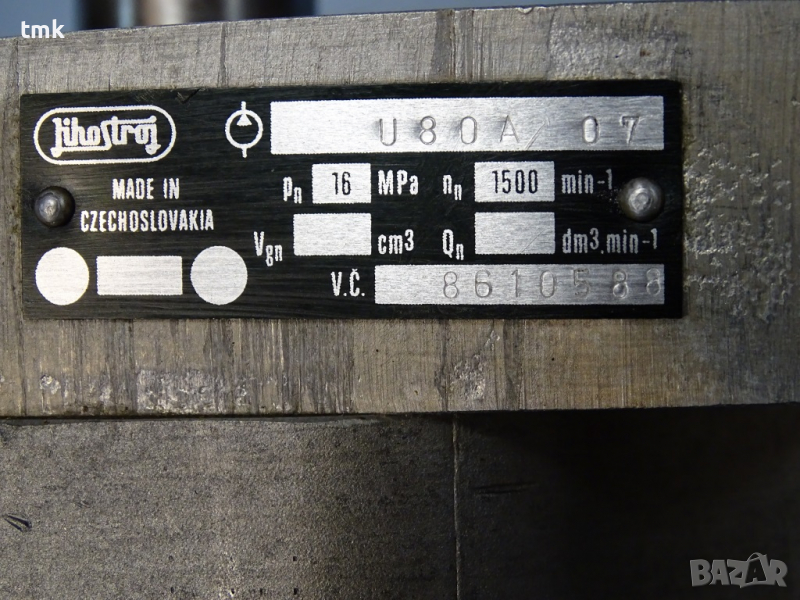 tmk
Jihostroj
U80A 07
MADE IN
CZECHOSLOVAKIA
pn 16 MPa nn 1500 min-1
Vgn cm3 Qn dm3.min-1
V.Č. 8610588
BAZAR